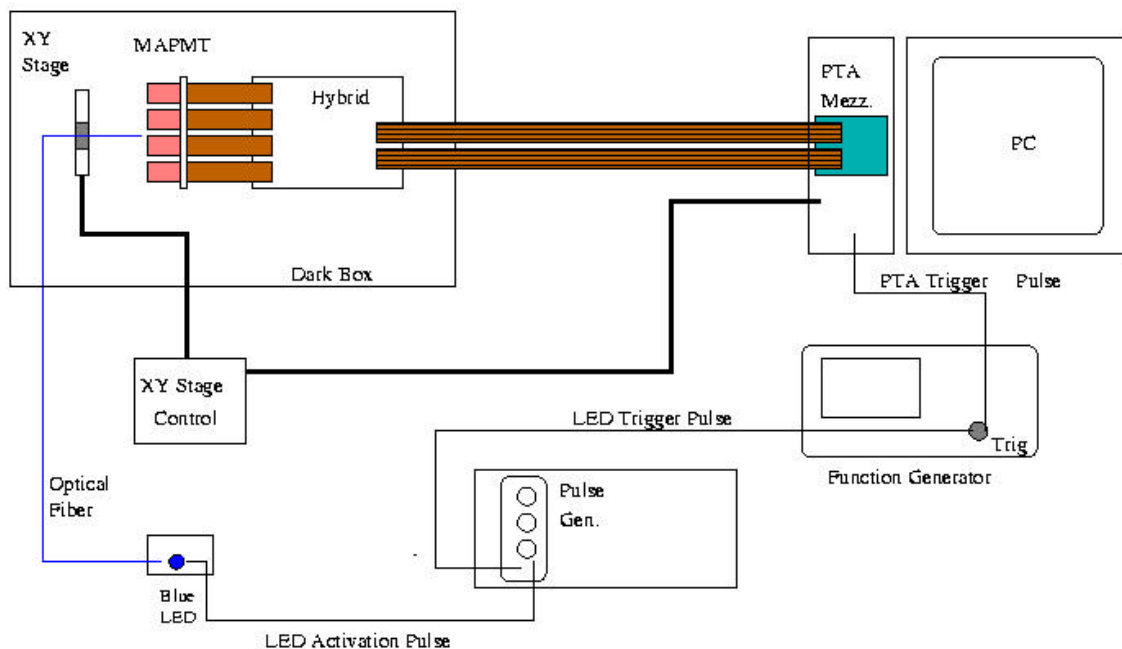 XY
Stage
MAPMT
Hybrid
Dark Box
PTA
Mezz.
PC
PTA Trigger Pulse
XY Stage
Control
LED Trigger Pulse
Trig
Function Generator
Optical
Fiber
Pulse
Gen.
Blue
LED
LED Activation Pulse